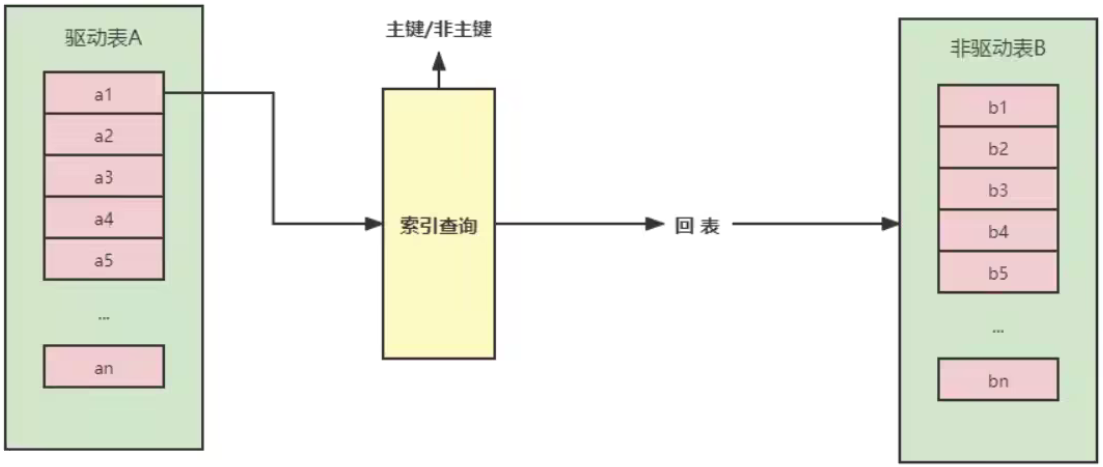 驱动表A
a1
a2
a3
a4
a5
...
an
主键/非主键
索引查询
回 表
非驱动表B
b1
b2
b3
b4
b5
...
bn